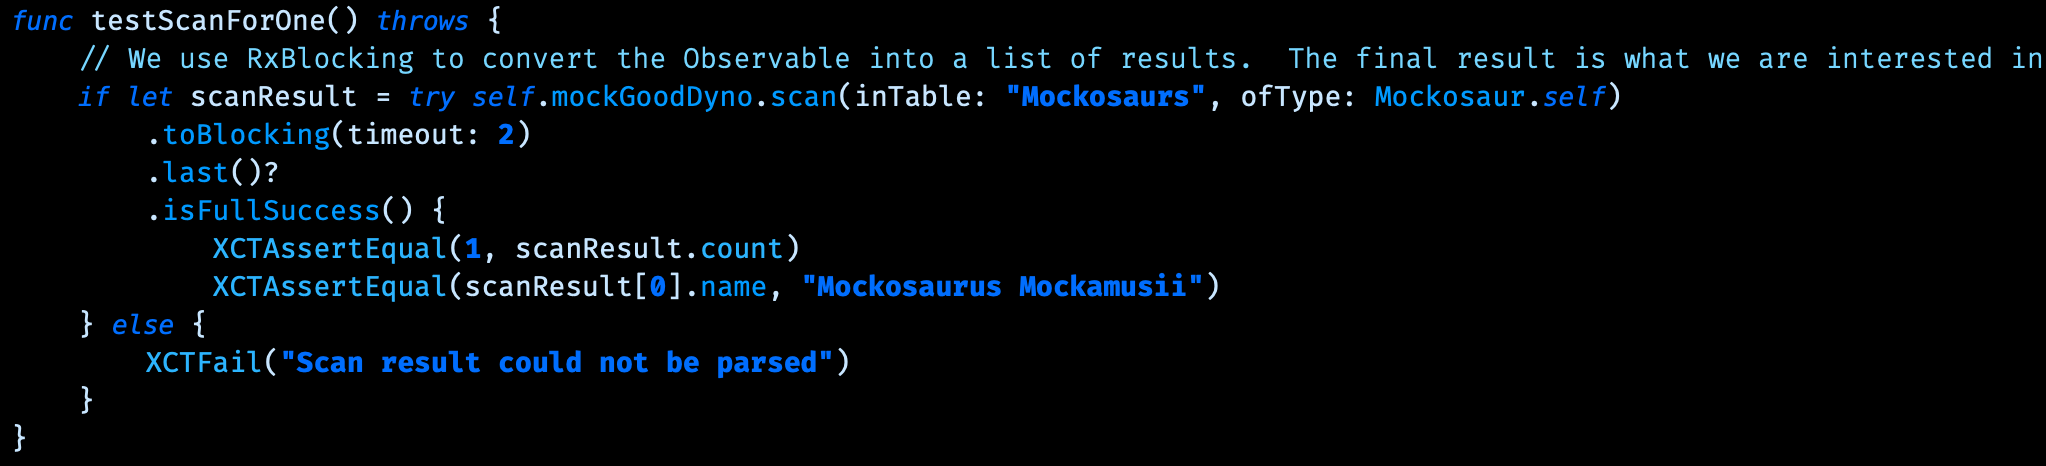 func testScanForOne() throws {
    // We use RxBlocking to convert the Observable into a list of results.  The final result is what we are interested in
    if let scanResult = try self.mockGoodDyno.scan(inTable: "Mockosaurs", ofType: Mockosaur.self)
        .toBlocking(timeout: 2)
        .last()?
        .isFullSuccess() {
            XCTAssertEqual(1, scanResult.count)
            XCTAssertEqual(scanResult[0].name, "Mockosaurus Mockamusii")
    } else {
        XCTFail("Scan result could not be parsed")
    }
}